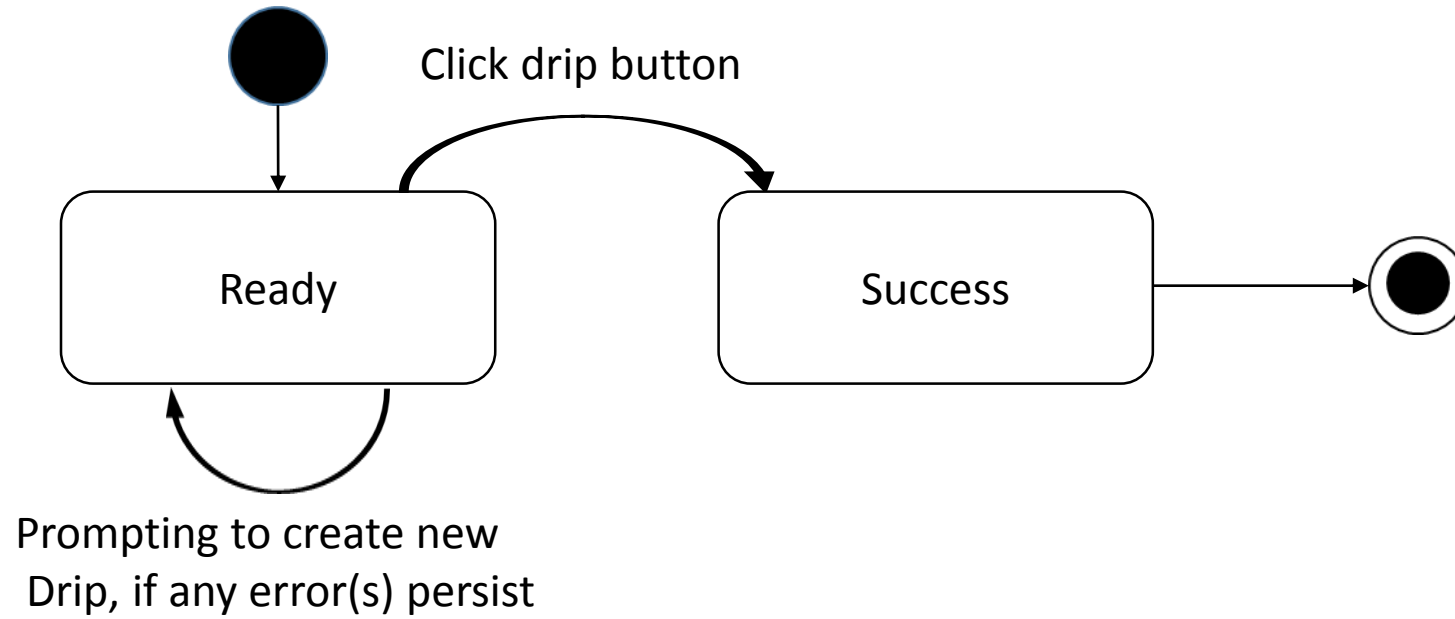 Click drip button
Ready
Success
Prompting to create new
Drip, if any error(s) persist